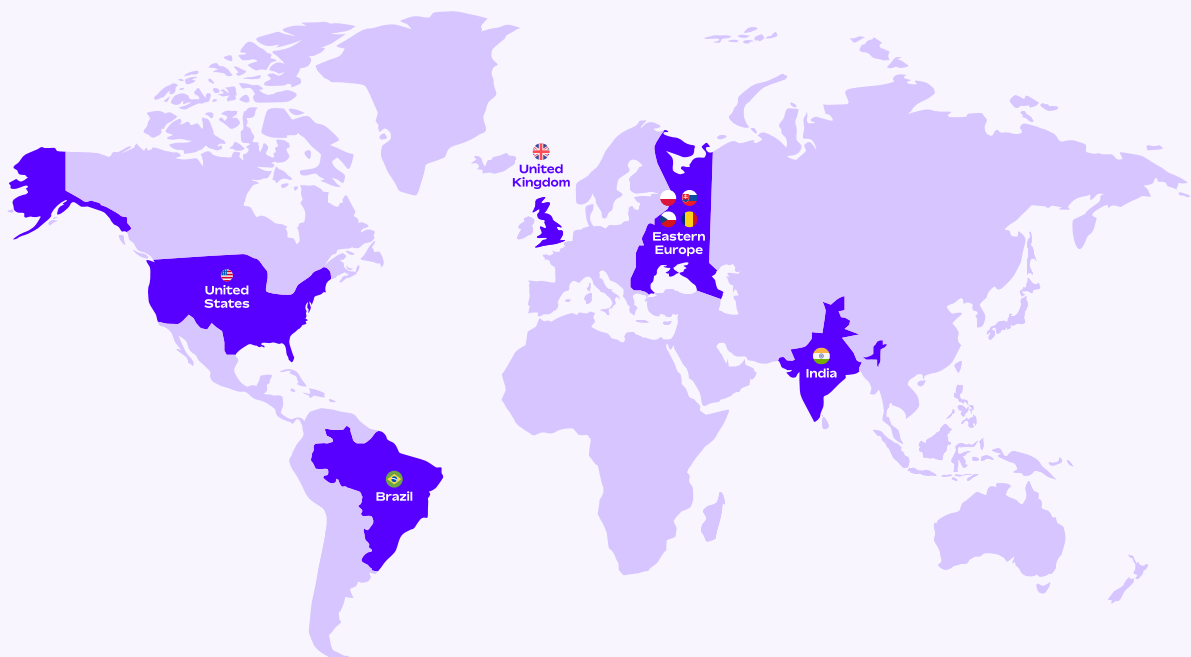 United
Kingdom
Eastern
Europe
United
States
India
Brazil